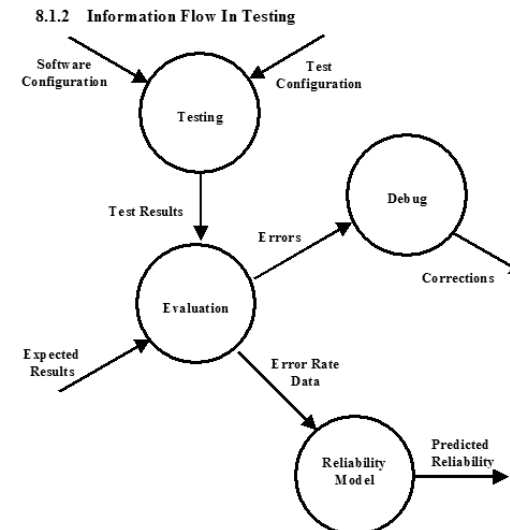 8.1.2 Information Flow In Testing
Software
Configuration
Test
Configuration
Testing
Test Results
Debug
Errors
Corrections
Evaluation
Expected
Results
Error Rate
Data
Reliability
Model
Predicted
Reliability